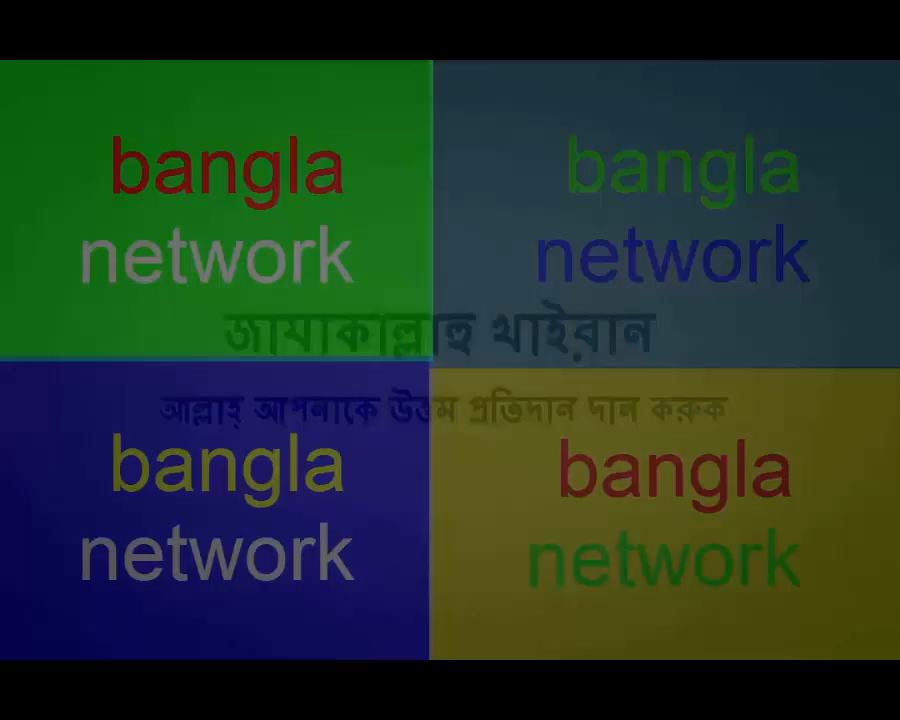 bangla
network
bangla
network
জাযাকাল্লাহু খাইরান
আল্লাহ্ আপনাকে উত্তম প্রতিদান দান করুক
bangla
network
bangla
network